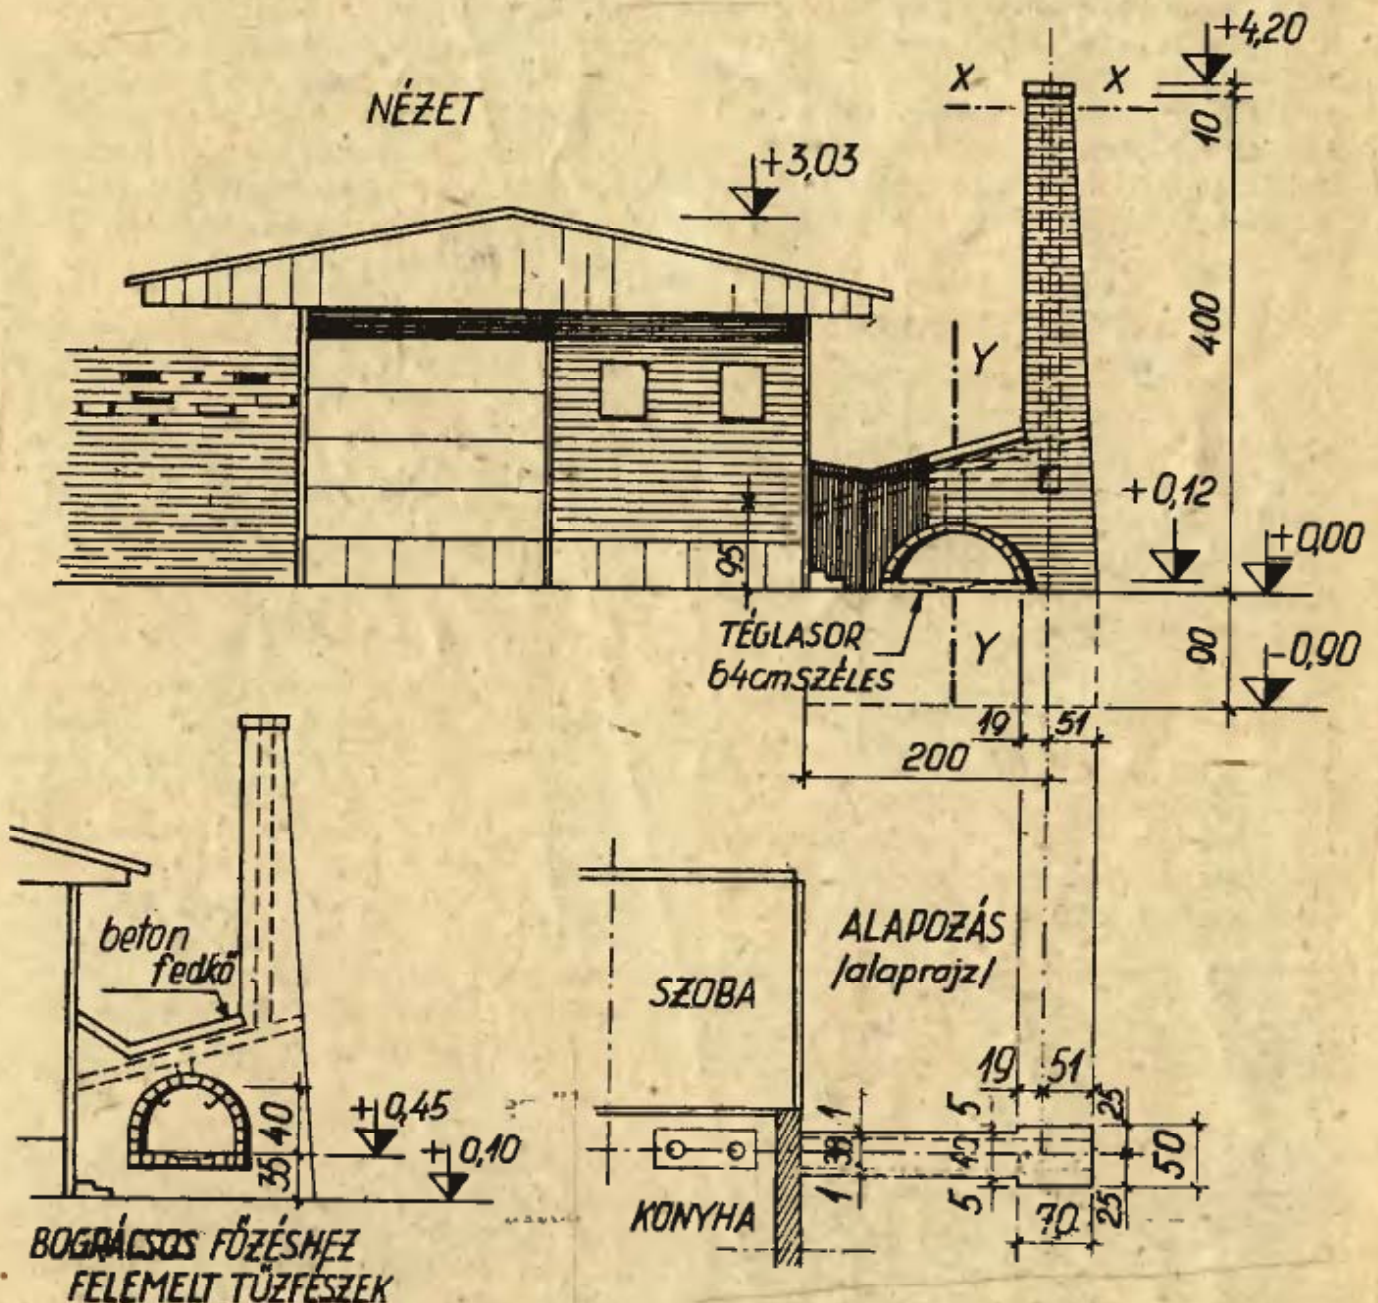 NÉZET
+4,20
X X
10
+3,03
400
Y
+0,12
+0,00
95
TÉGLASOR
64cm SZÉLES
Y
90
-0,90
19 51
200
beton
fedkő
+0,45
+0,10
40
35
BOGRÁCSOS FŐZÉSHEZ
FELEMELT TŰZFÉSZEK
SZOBA
KONYHA
ALAPOZÁS
/alaprajz/
19 51
1
38
1
5
40
5
25
50
25
70